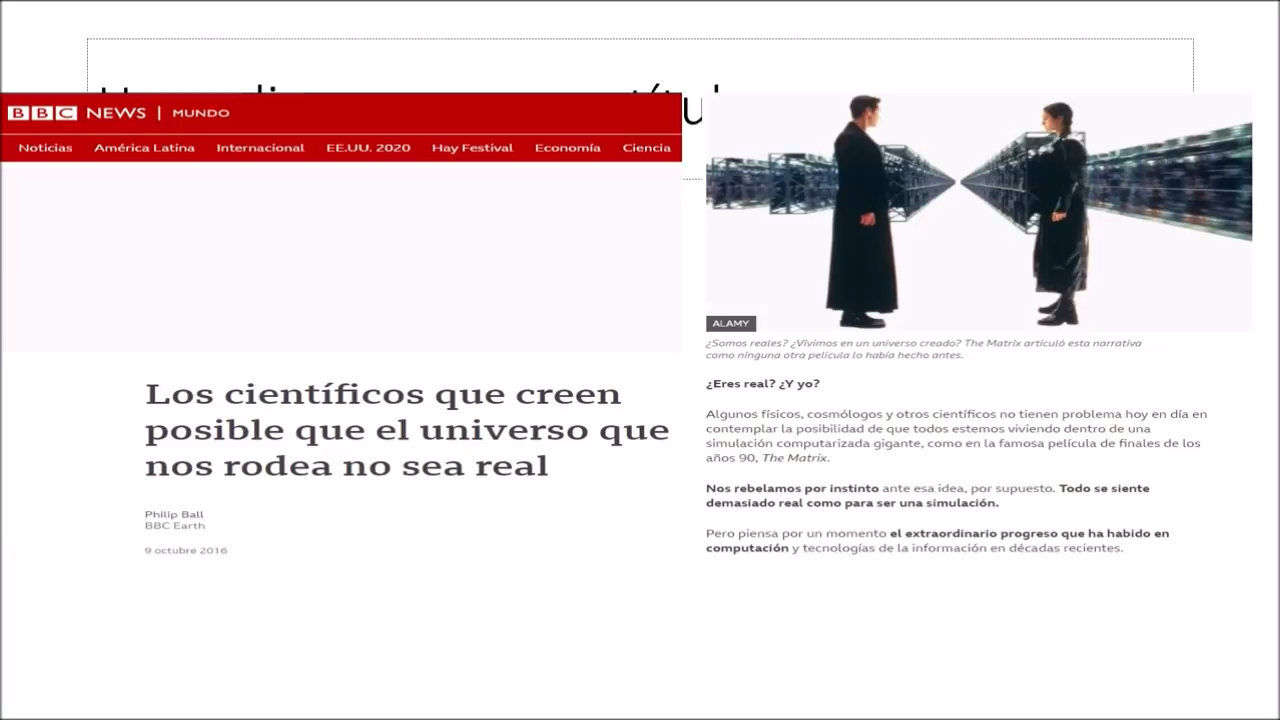 BBC NEWS | MUNDO
Noticias América Latina Internacional EE.UU. 2020 Hay Festival Economía Ciencia
Los científicos que creen
posible que el universo que
nos rodea no sea real
Philip Ball
BBC Earth
9 octubre 2016
ALAMY
¿Somos reales? ¿Vivimos en un universo creado? The Matrix articuló esta narrativa
como ninguna otra película lo había hecho antes.
¿Eres real? ¿Y yo?
Algunos físicos, cosmólogos y otros científicos no tienen problema hoy en día en
contemplar la posibilidad de que todos estemos viviendo dentro de una
simulación computarizada gigante, como en la famosa película de finales de los
años 90, The Matrix.
Nos rebelamos por instinto ante esa idea, por supuesto. Todo se siente
demasiado real como para ser una simulación.
Pero piensa por un momento el extraordinario progreso que ha habido en
computación y tecnologías de la información en décadas recientes.